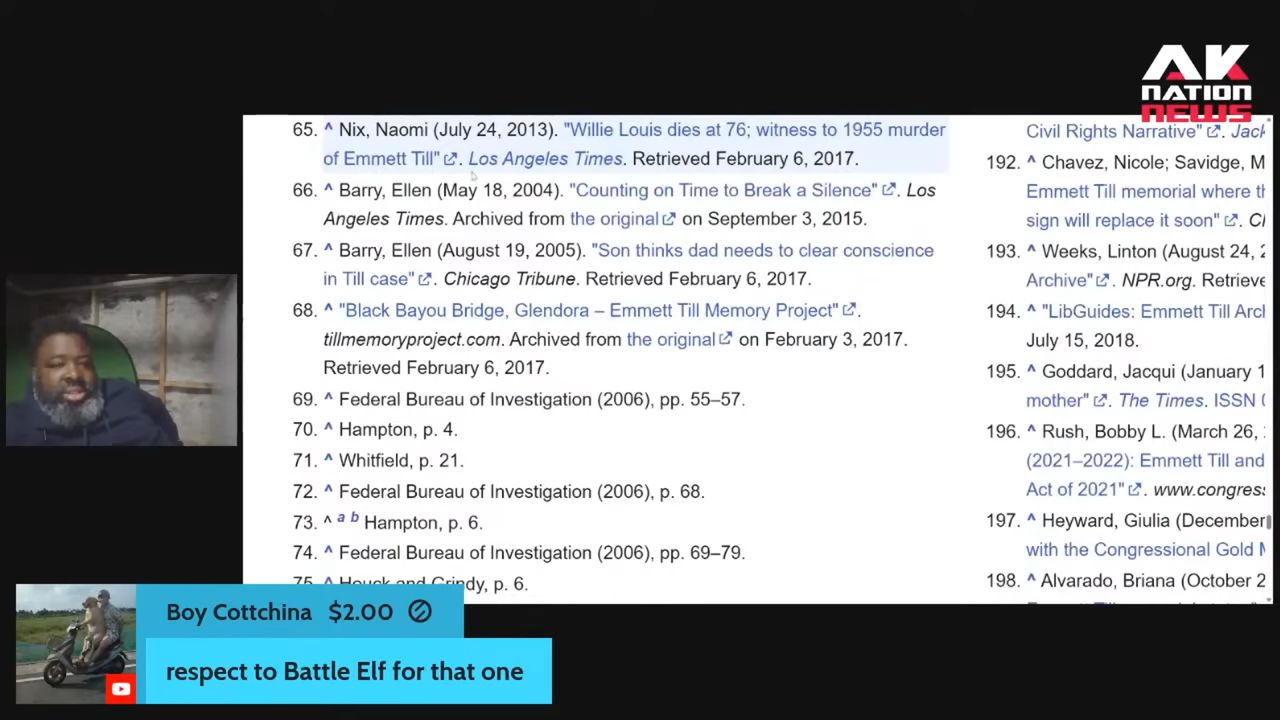 AK
NATION
NEWS
65. ^ Nix, Naomi (July 24, 2013). "Willie Louis dies at 76; witness to 1955 murder
of Emmett Till". Los Angeles Times. Retrieved February 6, 2017.
66. ^ Barry, Ellen (May 18, 2004). "Counting on Time to Break a Silence". Los
Angeles Times. Archived from the original on September 3, 2015.
67. ^ Barry, Ellen (August 19, 2005). "Son thinks dad needs to clear conscience
in Till case". Chicago Tribune. Retrieved February 6, 2017.
68. ^ "Black Bayou Bridge, Glendora – Emmett Till Memory Project".
tillmemoryproject.com. Archived from the original on February 3, 2017.
Retrieved February 6, 2017.
69. ^ Federal Bureau of Investigation (2006), pp. 55–57.
70. ^ Hampton, p. 4.
71. ^ Whitfield, p. 21.
72. ^ Federal Bureau of Investigation (2006), p. 68.
73. ^ a b Hampton, p. 6.
74. ^ Federal Bureau of Investigation (2006), pp. 69–79.
75. ^ Houck and Grindy, p. 6.
Civil Rights Narrative".
192. ^ Chavez, Nicole; Savidge, M
Emmett Till memorial where
sign will replace it soon".
193. ^ Weeks, Linton (August 24,
Archive". NPR.org.
194. ^ "LibGuides: Emmett Till
July 15, 2018.
195. ^ Goddard, Jacqui (January 1
mother". The Times. ISSN
196. ^ Rush, Bobby L. (March 26,
(2021–2022): Emmett Till and
Act of 2021". www.congress
197. ^ Heyward, Giulia (December
with the Congressional Gold
198. ^ Alvarado, Briana (October 2
Boy Cottchina $2.00
respect to Battle Elf for that one